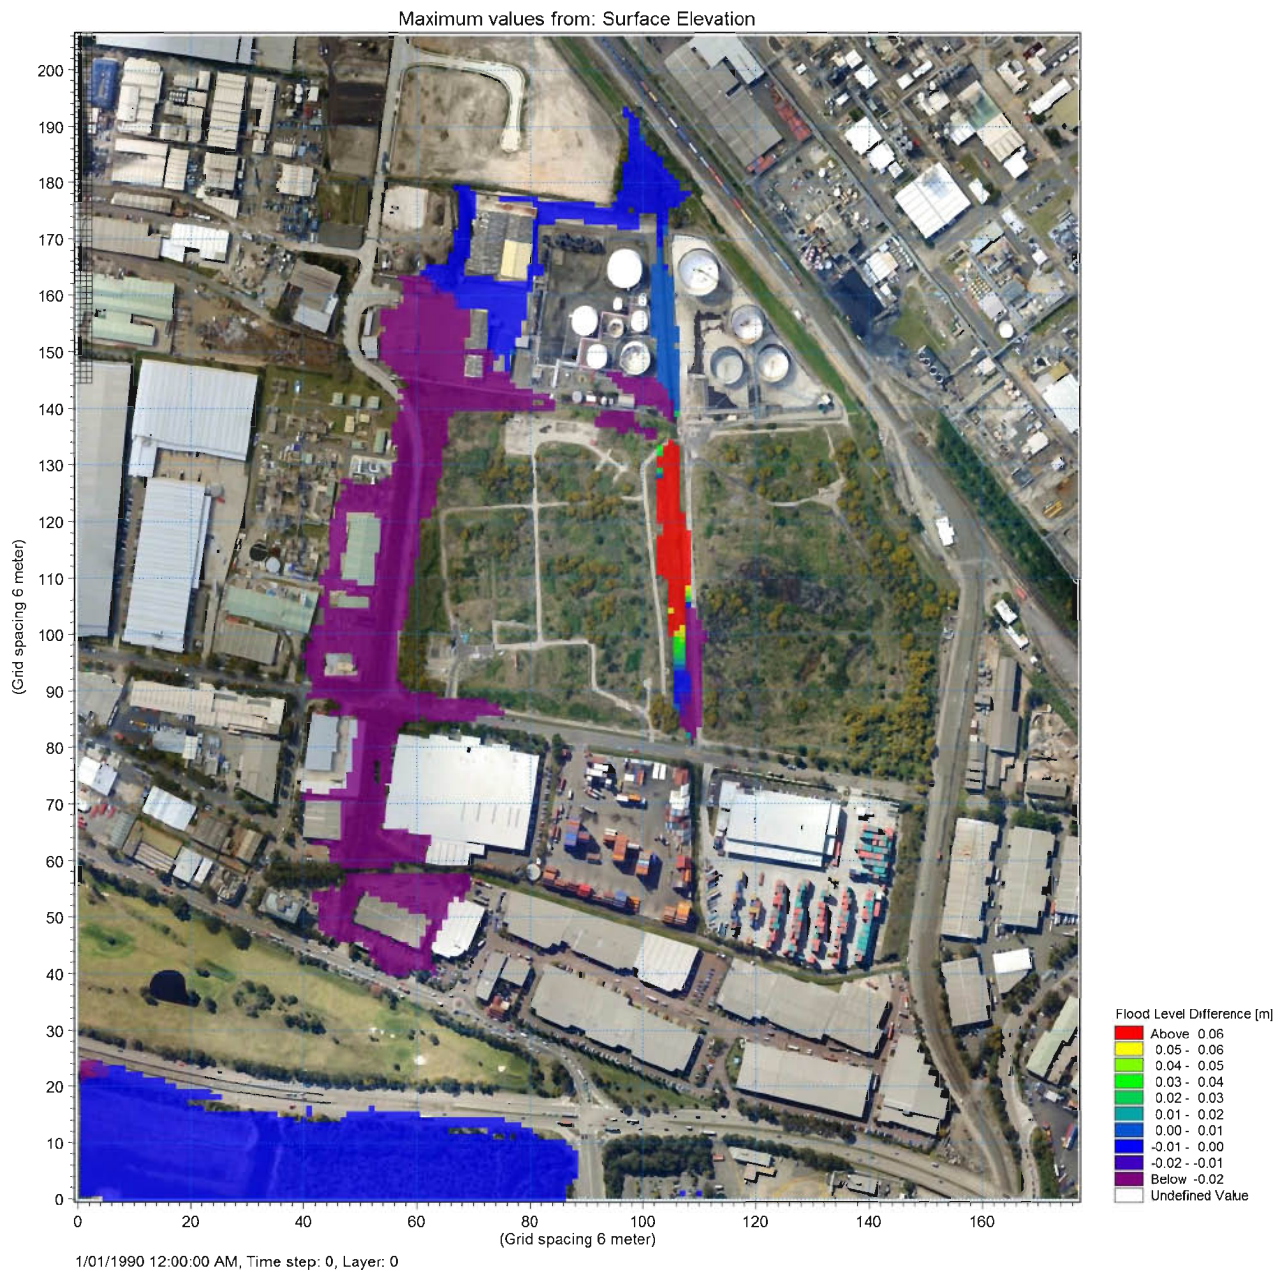 Maximum values from: Surface Elevation
200
190
180
170
160
150
140
130
120
110
100
90
80
70
60
50
40
30
20
10
0
(Grid spacing 6 meter)
0 20 40 60 80 100 120 140 160
(Grid spacing 6 meter)
1/01/1990 12:00:00 AM, Time step: 0, Layer: 0
Flood Level Difference [m]
Above 0.06
0.05 - 0.06
0.04 - 0.05
0.03 - 0.04
0.02 - 0.03
0.01 - 0.02
0.00 - 0.01
-0.01 - 0.00
-0.02 - -0.01
Below -0.02
Undefined Value